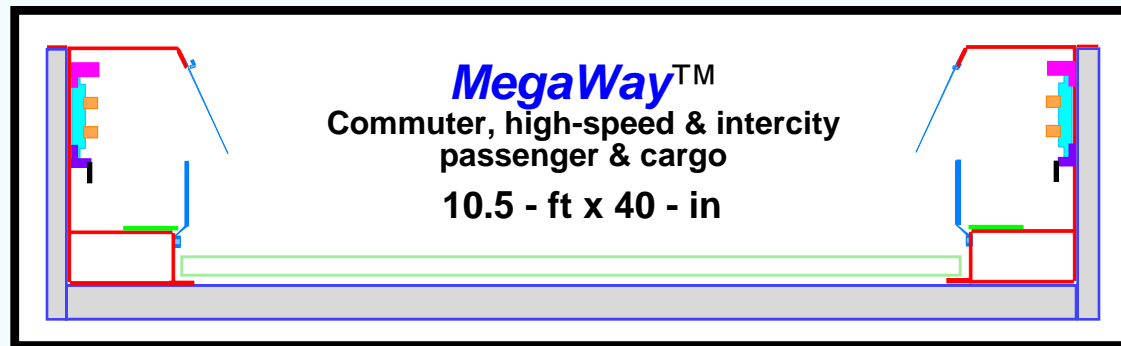 MegaWay™
Commuter, high-speed & intercity
passenger & cargo
10.5 - ft x 40 - in